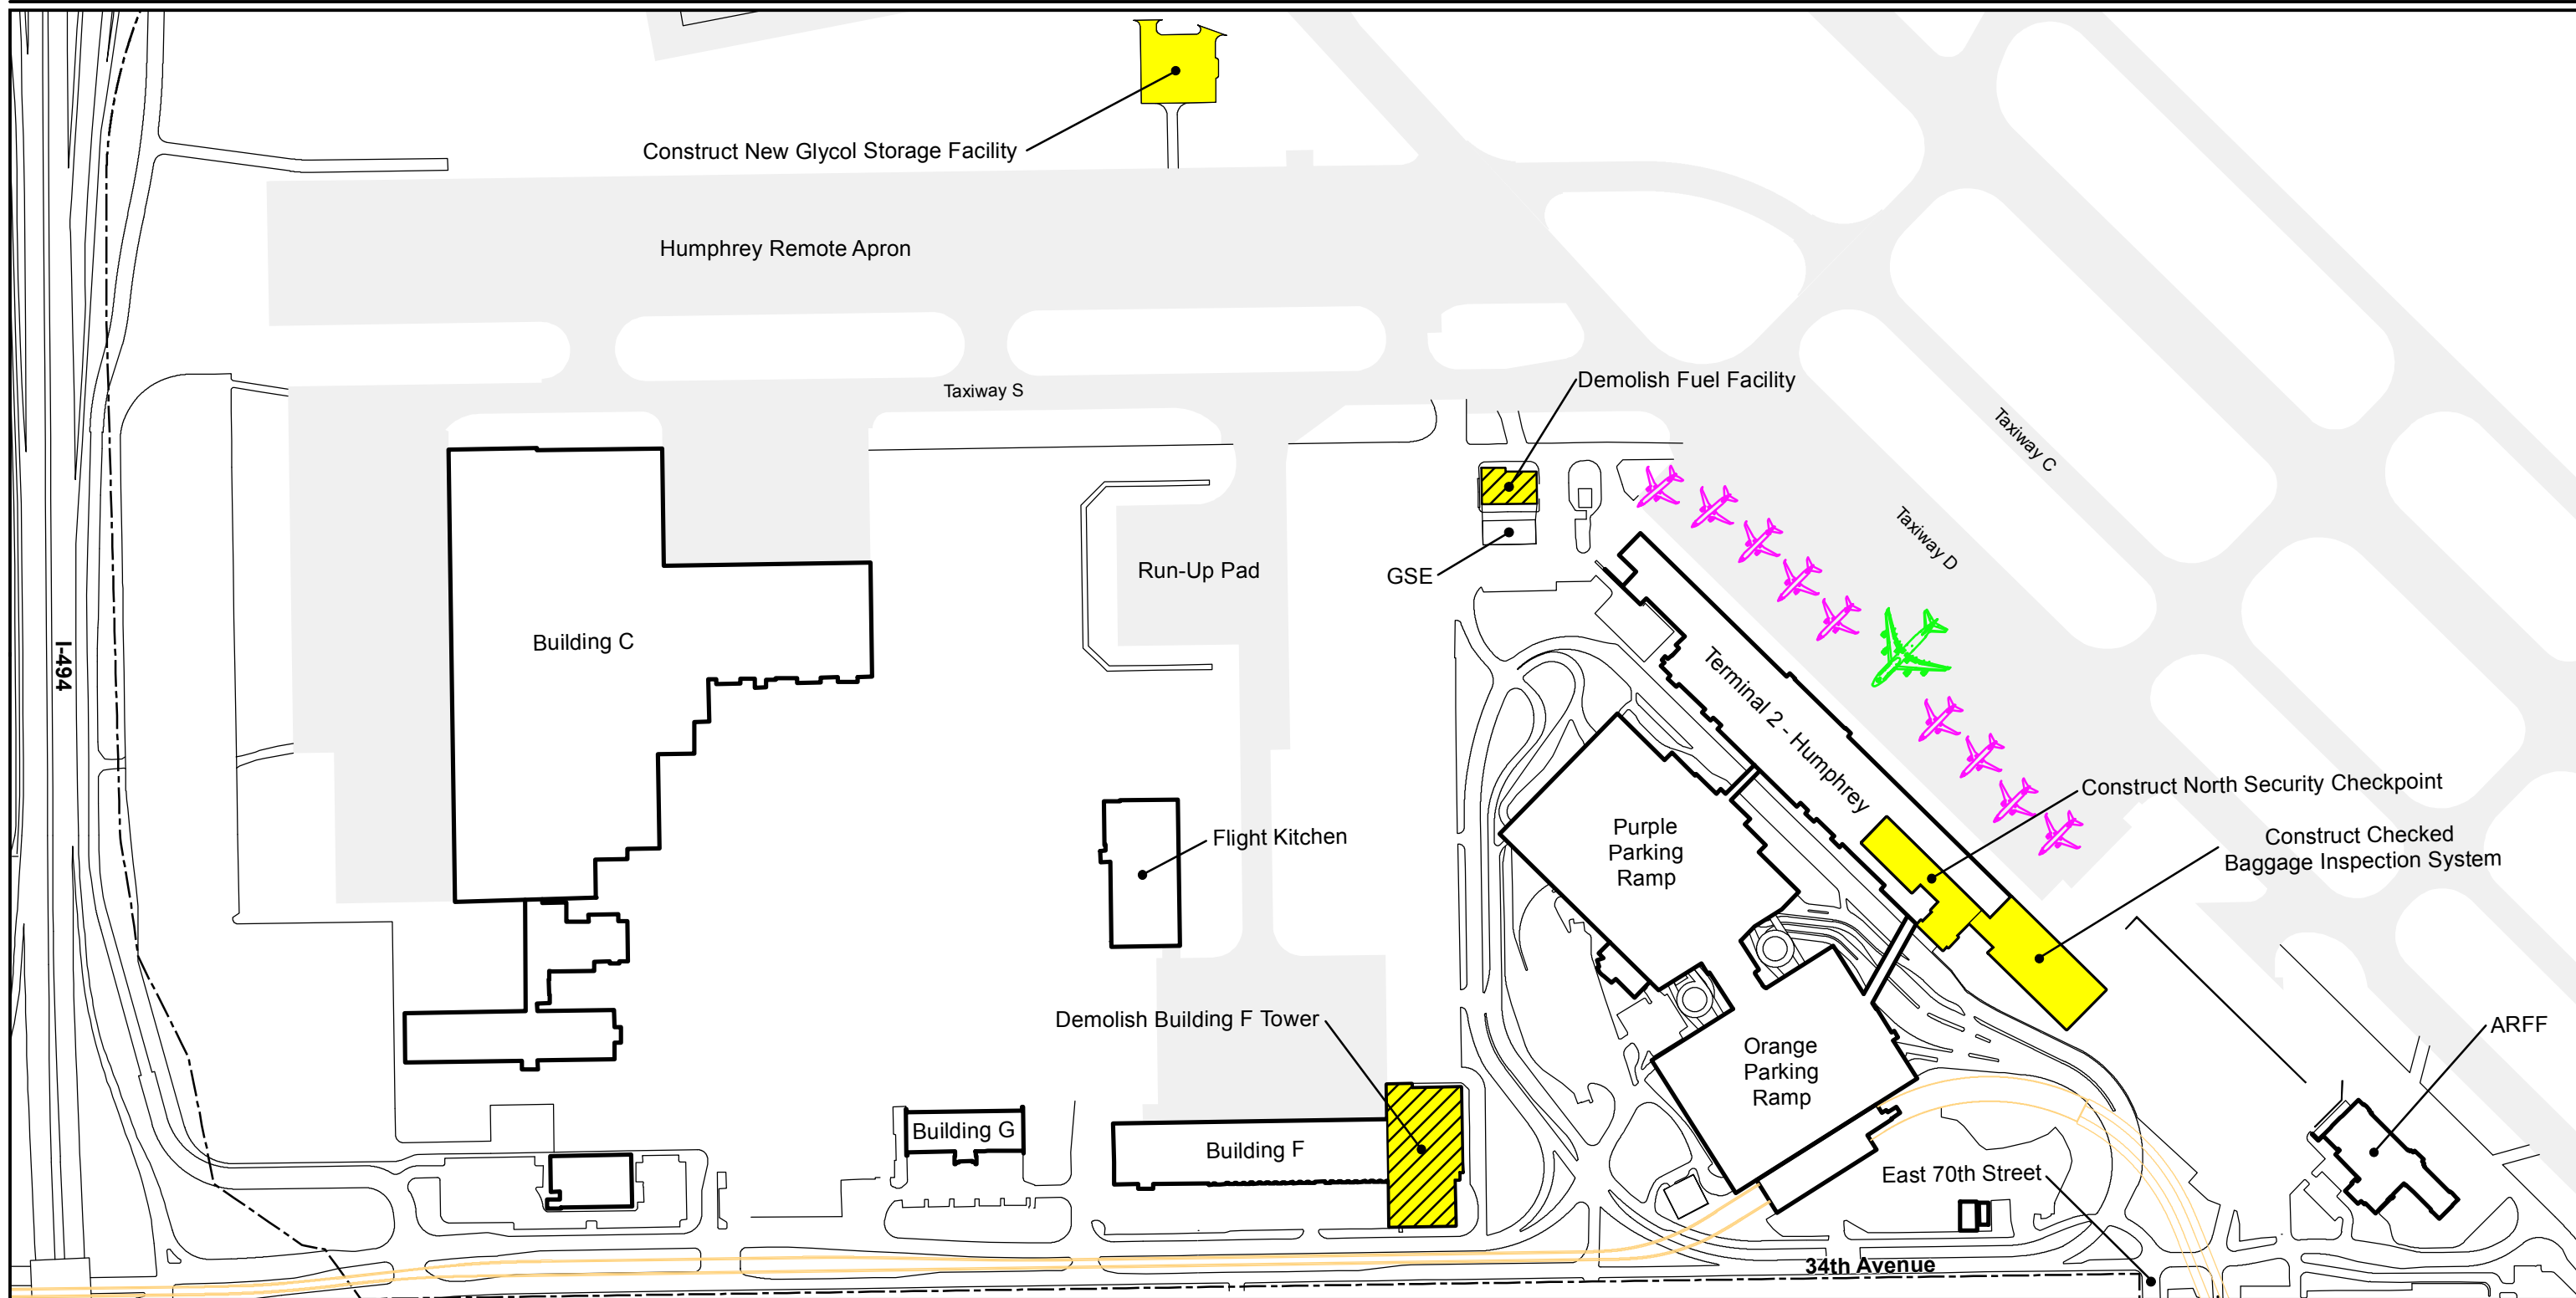 Construct New Glycol Storage Facility
Humphrey Remote Apron
Taxiway S
Demolish Fuel Facility
Taxiway C
Taxiway D
Run-Up Pad
GSE
Building C
I-494
Terminal 2 - Humphrey
Construct North Security Checkpoint
Flight Kitchen
Purple
Parking
Ramp
Construct Checked
Baggage Inspection System
Demolish Building F Tower
ARFF
Orange
Parking
Ramp
Building G
Building F
East 70th Street
34th Avenue